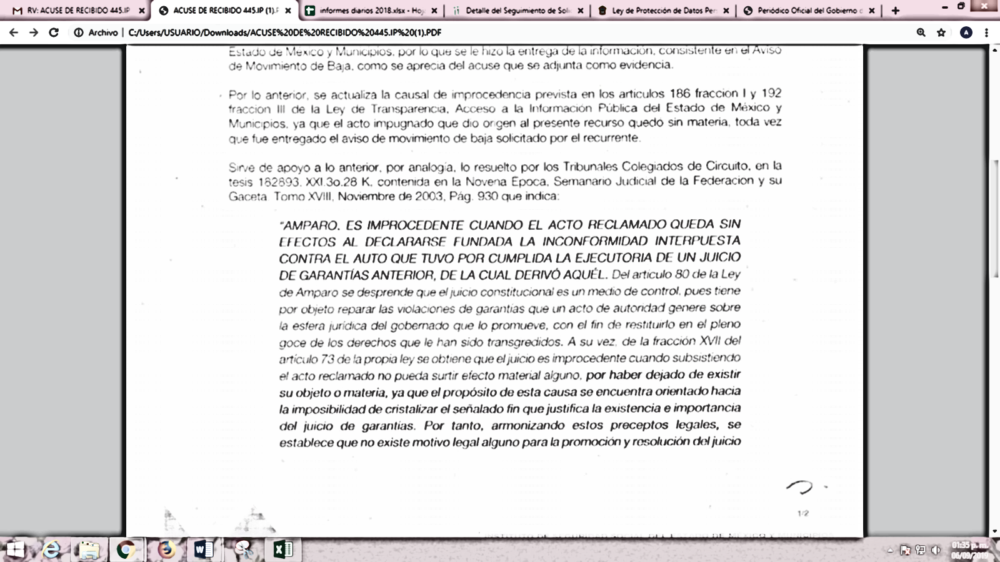 RV: ACUSE DE RECIBIDO 445.IP
ACUSE DE RECIBIDO 445.IP (1).P
informes diarios 2018.xlsx - Hoj
Detalle del Seguimiento de Soli
Ley de Protección de Datos Per
Periódico Oficial del Gobierno d
Archivo | C:/Users/USUARIO/Downloads/ACUSE%20DE%20RECIBIDO%20445.IP%20(1).PDF
Estado de México y Municipios, por lo que se le hizo la entrega de la información, consistente en el Aviso
de Movimiento de Baja, como se aprecia del acuse que se adjunta como evidencia.
Por lo anterior, se actualiza la causal de improcedencia prevista en los articulos 186 fraccion I y 192
fraccion III de la Ley de Transparencia, Acceso a la Información Pública del Estado de México y
Municipios, ya que el acto impugnado que dio origen al presente recurso quedó sin materia, toda vez
que fue entregado el aviso de movimiento de baja solicitado por el recurrente.
Sirve de apoyo a lo anterior, por analogía, lo resuelto por los Tribunales Colegiados de Circuito, en la
tesis 182893, XXI.3o.28 K, contenida en la Novena Epoca, Semanario Judicial de la Federacion y su
Gaceta Tomo XVIII, Noviembre de 2003, Pág. 930 que indica:
"AMPARO. ES IMPROCEDENTE CUANDO EL ACTO RECLAMADO QUEDA SIN
EFECTOS AL DECLARARSE FUNDADA LA INCONFORMIDAD INTERPUESTA
CONTRA EL AUTO QUE TUVO POR CUMPLIDA LA EJECUTORIA DE UN JUICIO
DE GARANTÍAS ANTERIOR, DE LA CUAL DERIVÓ AQUÉL. Del artículo 80 de la Ley
de Amparo se desprende que el juicio constitucional es un medio de control, pues tiene
por objeto reparar las violaciones de garantías que un acto de autoridad genere sobre
la esfera jurídica del gobernado que lo promueve, con el fin de restituirlo en el pleno
goce de los derechos que le han sido transgredidos. A su vez, de la fracción XVII del
artículo 73 de la propia ley se obtiene que el juicio es improcedente cuando subsistiendo
el acto reclamado no pueda surtir efecto material alguno, por haber dejado de existir
su objeto o materia, ya que el propósito de esta causa se encuentra orientado hacia
la imposibilidad de cristalizar el señalado fin que justifica la existencia e importancia
del juicio de garantías. Por tanto, armonizando estos preceptos legales, se
establece que no existe motivo legal alguno para la promoción y resolución del juicio
1/2
01:35 p. m.
06/09/2019